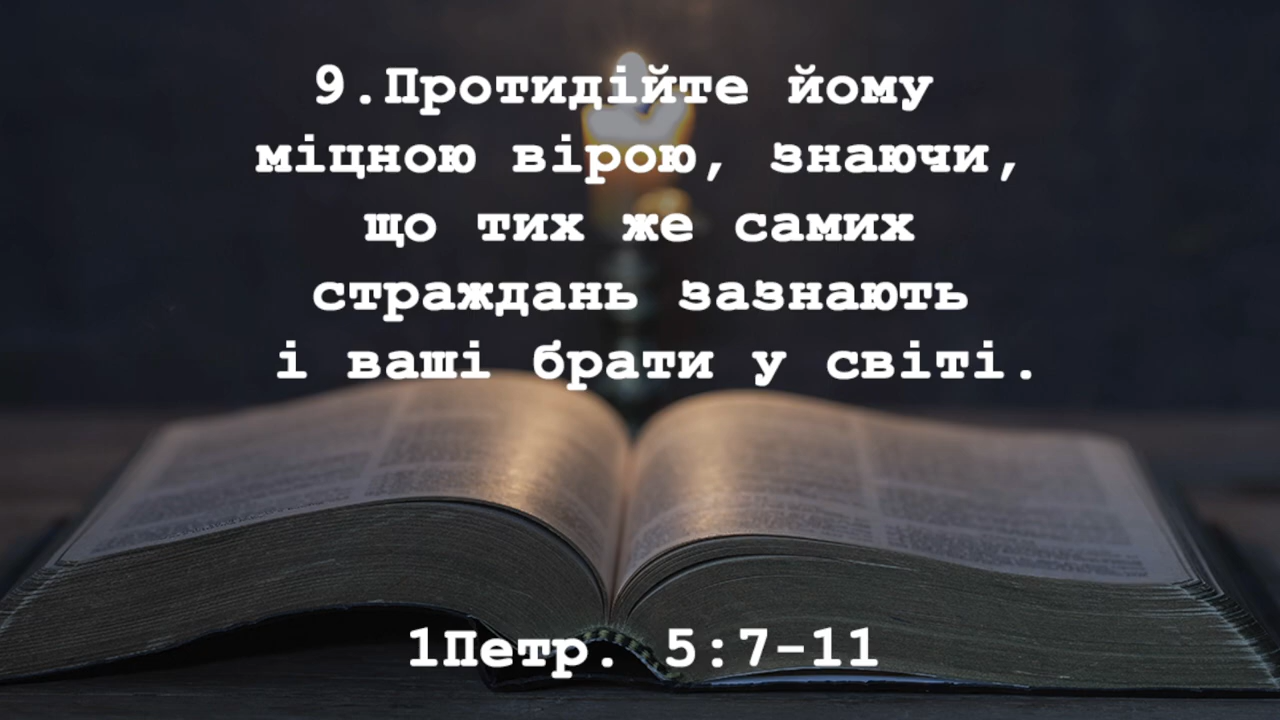 9.Протидійте йому
міцною вірою, знаючи,
що тих же самих
страждань зазнають
і ваші брати у світі.
1Петр. 5:7-11